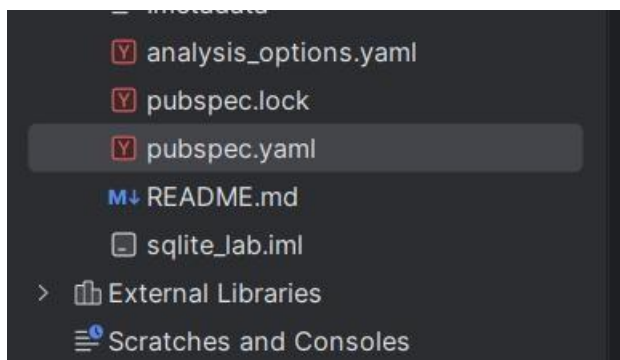 analysis_options.yaml
pubspec.lock
pubspec.yaml
M↓ README.md
sqlite_lab.iml
External Libraries
Scratches and Consoles